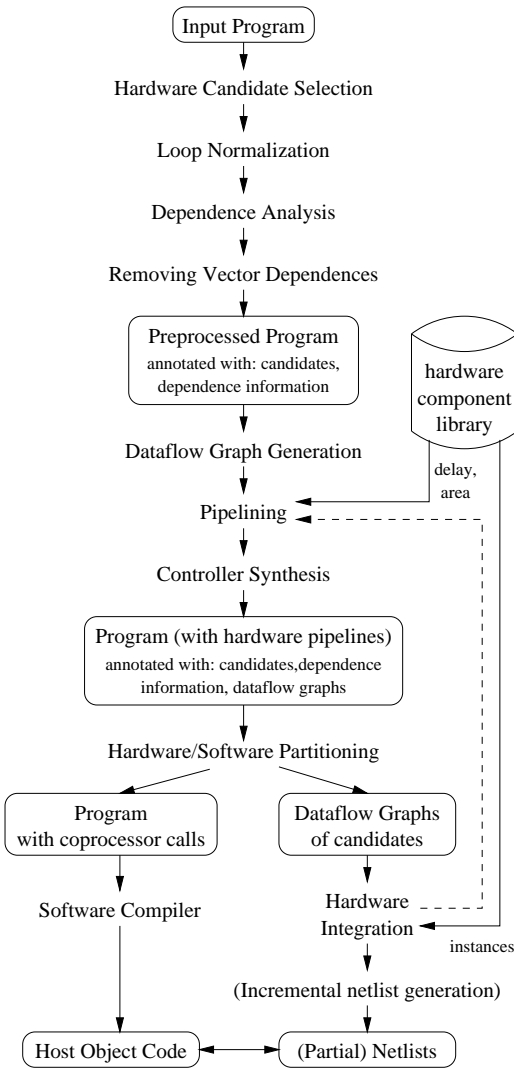 Input Program
Hardware Candidate Selection
Loop Normalization
Dependence Analysis
Removing Vector Dependences
Preprocessed Program
annotated with: candidates,
dependence information
hardware
component
library
Dataflow Graph Generation
delay,
area
Pipelining
Controller Synthesis
Program (with hardware pipelines)
annotated with: candidates,dependence
information, dataflow graphs
Hardware/Software Partitioning
Program
with coprocessor calls
Dataflow Graphs
of candidates
Software Compiler
Hardware
Integration
instances
(Incremental netlist generation)
Host Object Code
(Partial) Netlists